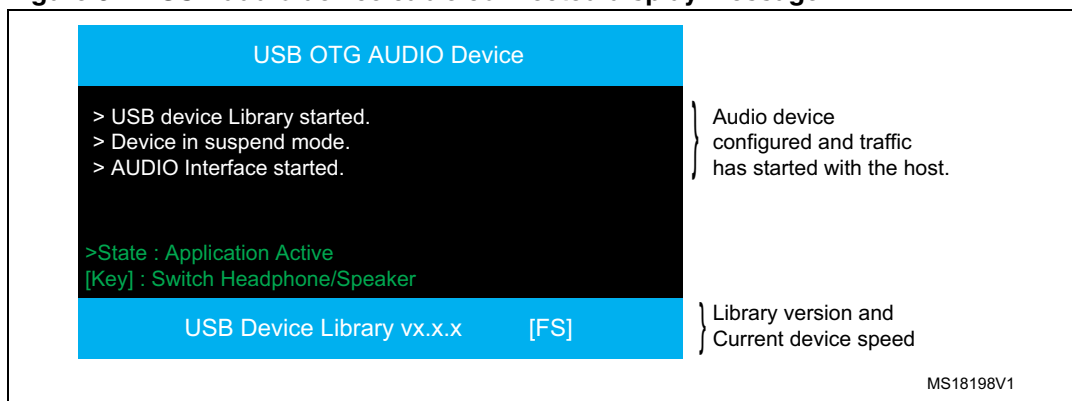 USB OTG AUDIO Device
> USB device Library started.
> Device in suspend mode.
> AUDIO Interface started.
Audio device
configured and traffic
has started with the host.
>State : Application Active
[Key] : Switch Headphone/Speaker
USB Device Library vx.x.x [FS]
Library version and
Current device speed
MS18198V1